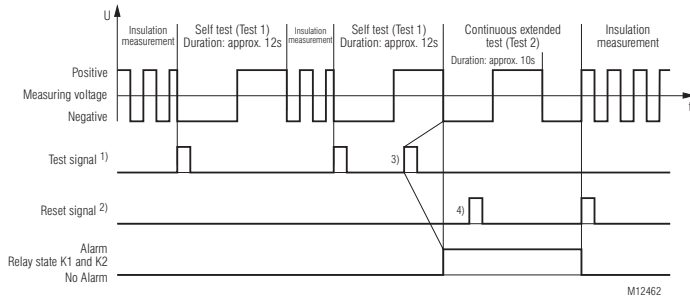 U
Insulation
measurement
Self test (Test 1)
Duration: approx. 12s
Insulation
measurement
Self test (Test 1)
Duration: approx. 12s
Continuous extended
test (Test 2)
Duration: approx. 10s
Insulation
measurement
Positive
Measuring voltage
Negative
t
Test signal 1)
3)
Reset signal 2)
4)
Alarm
Relay state K1 and K2
No Alarm
M12462